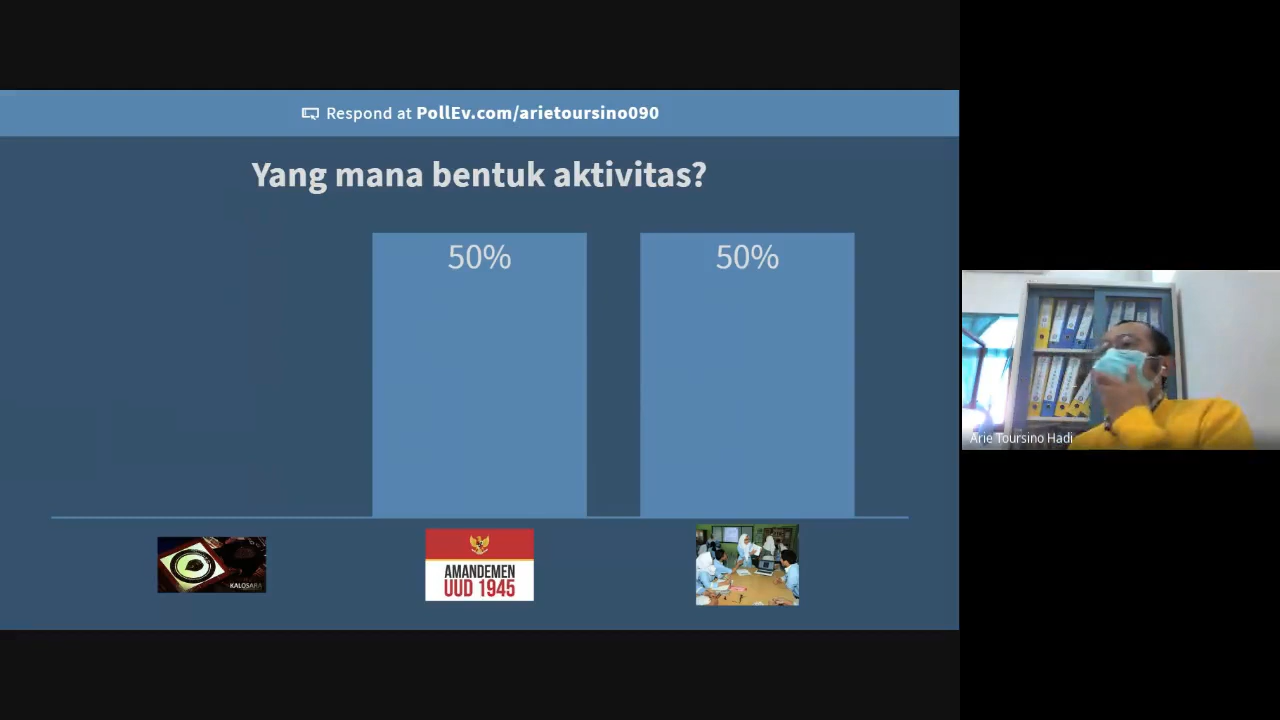 Respond at PollEv.com/arietoursino090
Yang mana bentuk aktivitas?
50%
50%
KALOSARA
AMANDEMEN
UUD 1945
Arie Toursino Hadi